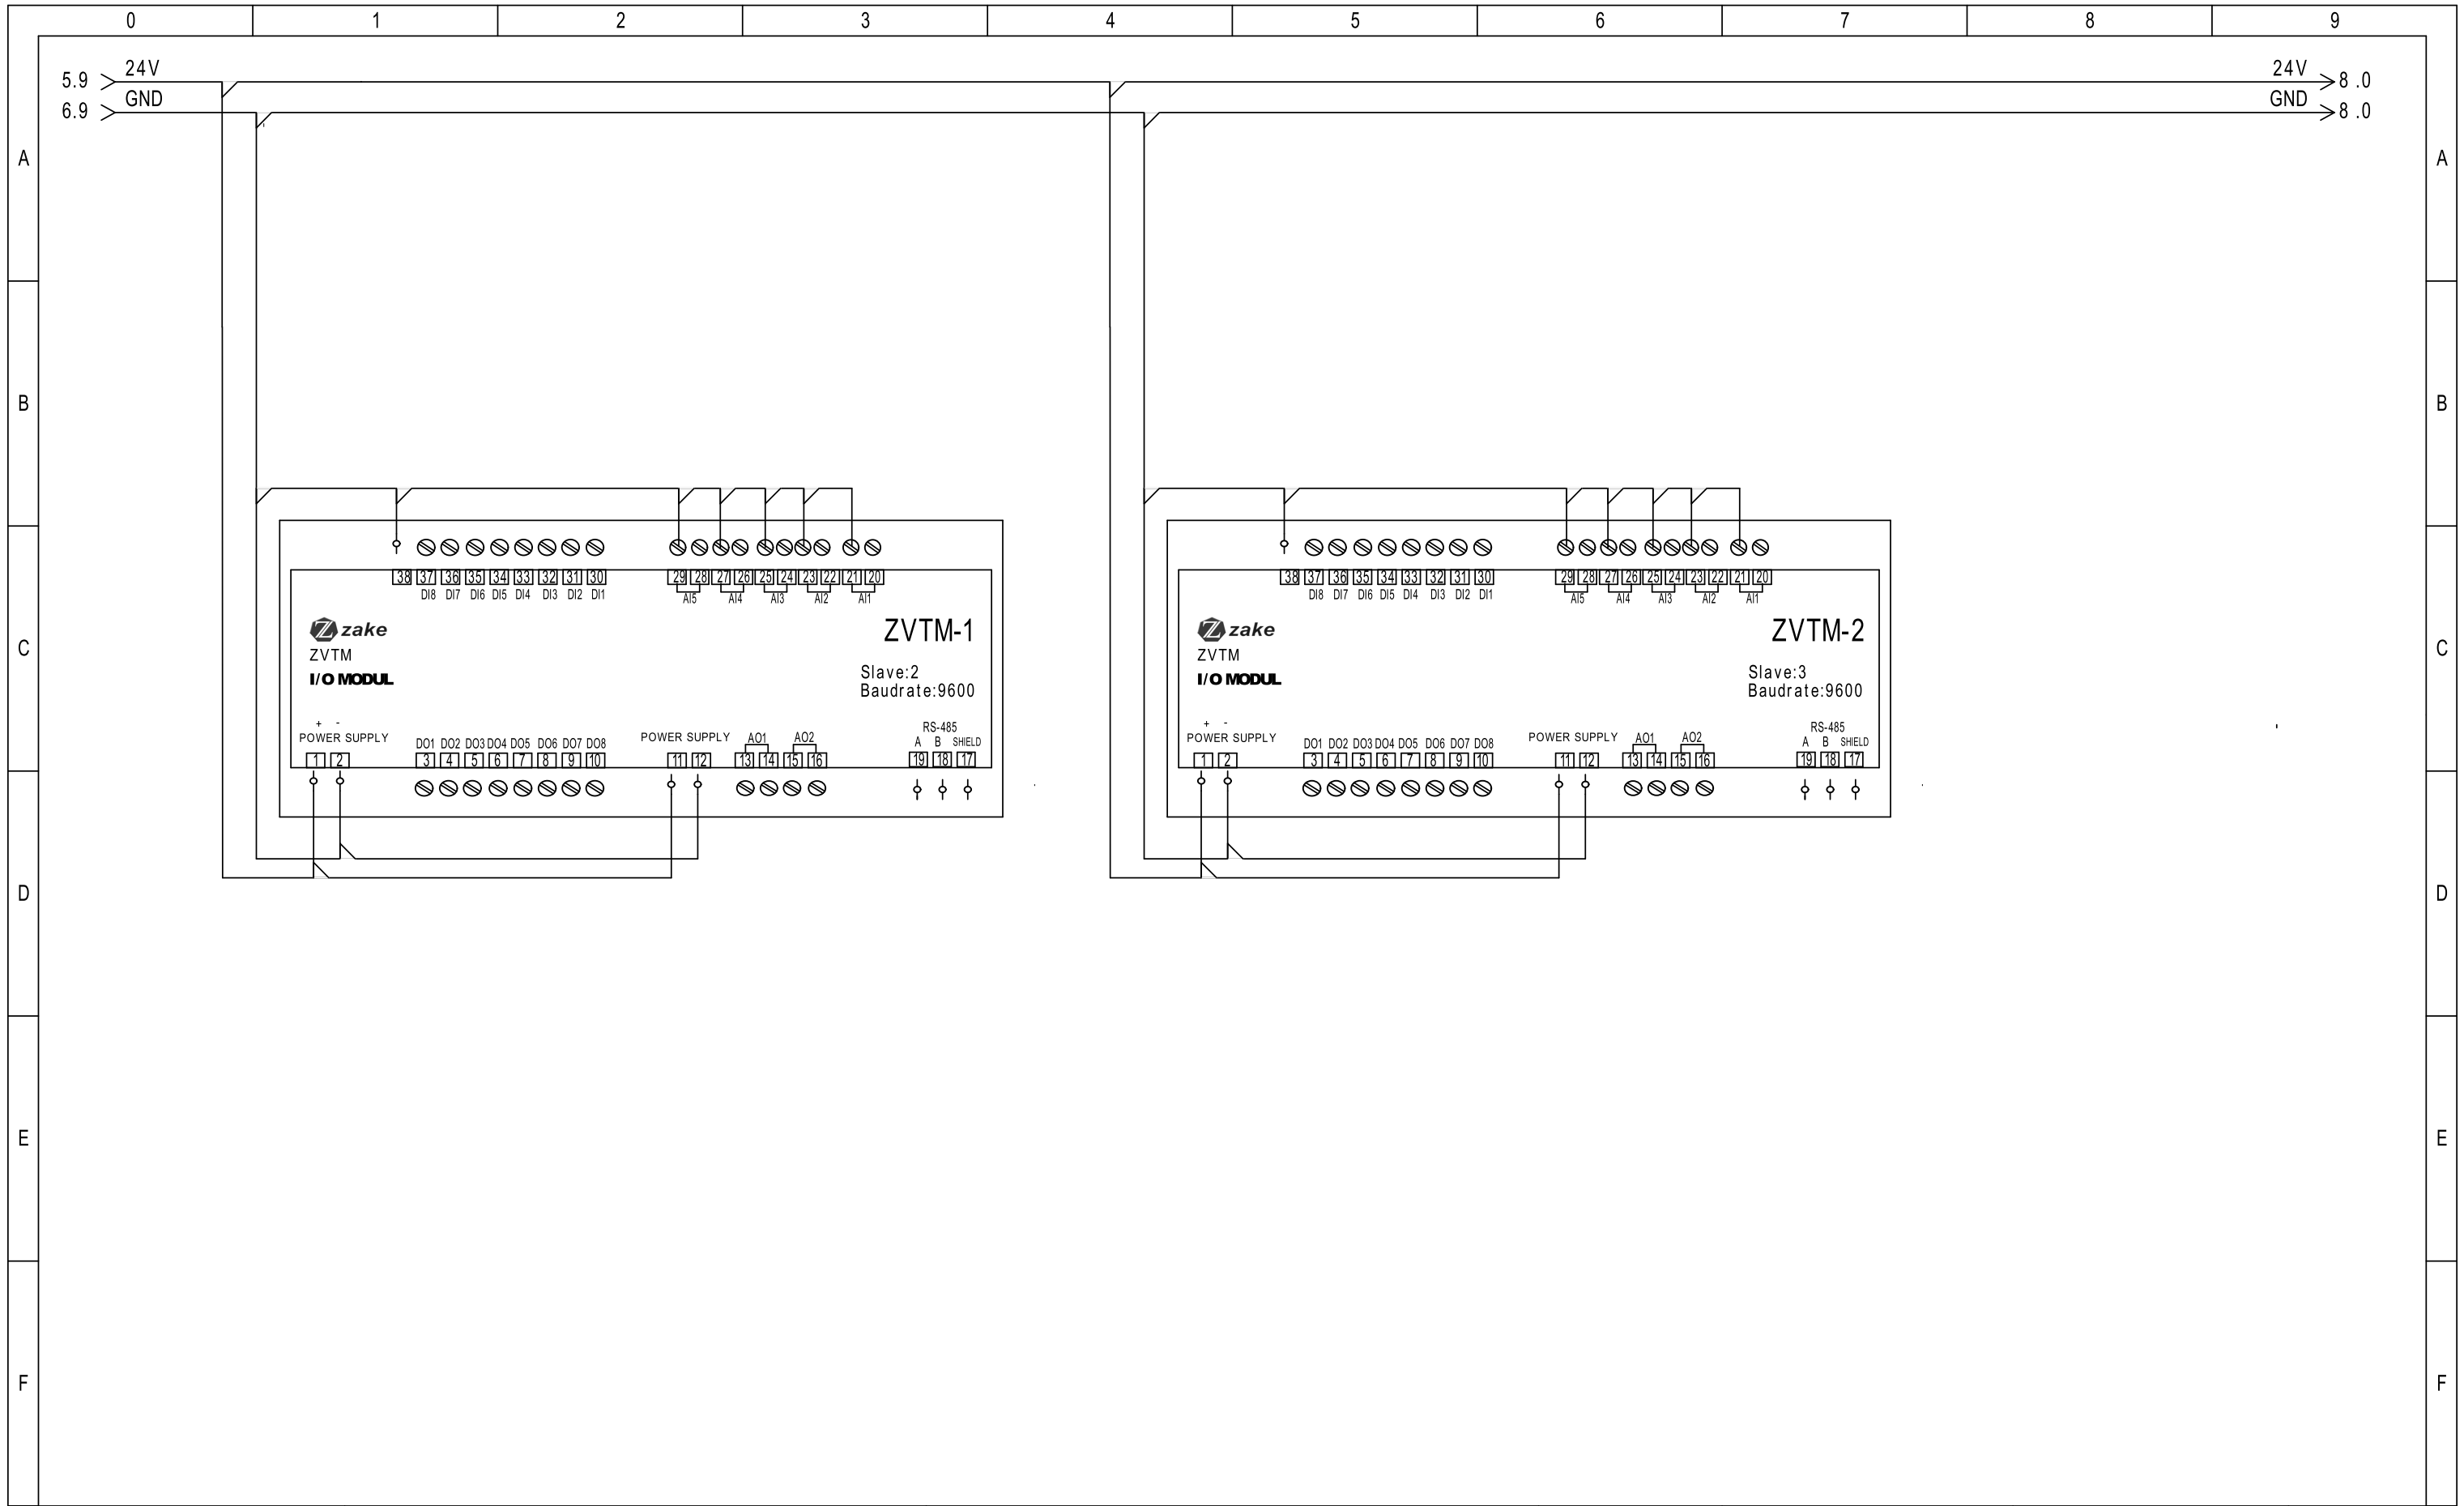 0 1 2 3 4 5 6 7 8 9
5.9 24V 24V 8 .0
6.9 GND GND 8 .0
A A
B B
38 37 36 35 34 33 32 31 30 29 28 27 26 25 24 23 22 21 20
DI8 DI7 DI6 DI5 DI4 DI3 DI2 DI1 AI5 AI4 AI3 AI2 AI1
Z zake
ZVTM-1
ZVTM
I/O MODUL
Slave:2
Baudrate:9600
+ -
POWER SUPPLY
DO1 DO2 DO3 DO4 DO5 DO6 DO7 DO8
POWER SUPPLY
AO1 AO2
RS-485
A B SHIELD
1 2 3 4 5 6 7 8 9 10 11 12 13 14 15 16 19 18 17
38 37 36 35 34 33 32 31 30 29 28 27 26 25 24 23 22 21 20
DI8 DI7 DI6 DI5 DI4 DI3 DI2 DI1 AI5 AI4 AI3 AI2 AI1
Z zake
ZVTM-2
ZVTM
I/O MODUL
Slave:3
Baudrate:9600
+ -
POWER SUPPLY
DO1 DO2 DO3 DO4 DO5 DO6 DO7 DO8
POWER SUPPLY
AO1 AO2
RS-485
A B SHIELD
1 2 3 4 5 6 7 8 9 10 11 12 13 14 15 16 19 18 17
C C
D D
E E
F F